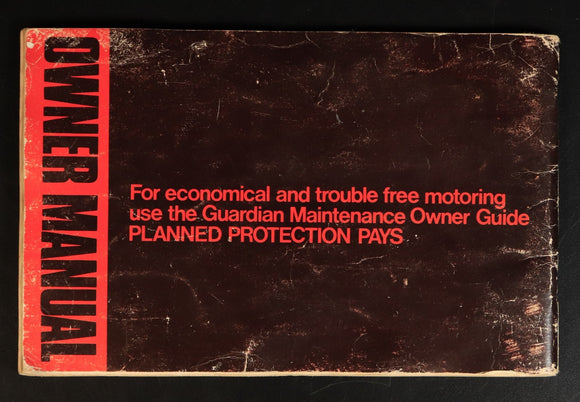 OWNER MANUAL
For economical and trouble free motoring
use the Guardian Maintenance Owner Guide
PLANNED PROTECTION PAYS